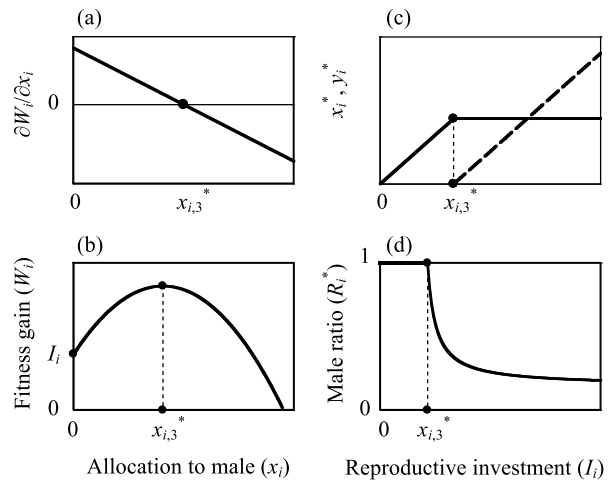 (a)
∂Wᵢ/∂xᵢ
0
0
xᵢ,₃*
(b)
Fitness gain (Wᵢ)
Iᵢ
0
0
xᵢ,₃*
Allocation to male (xᵢ)
(c)
xᵢ*, yᵢ*
0
xᵢ,₃*
(d)
Male ratio (Rᵢ*)
1
0
0
xᵢ,₃*
Reproductive investment (Iᵢ)